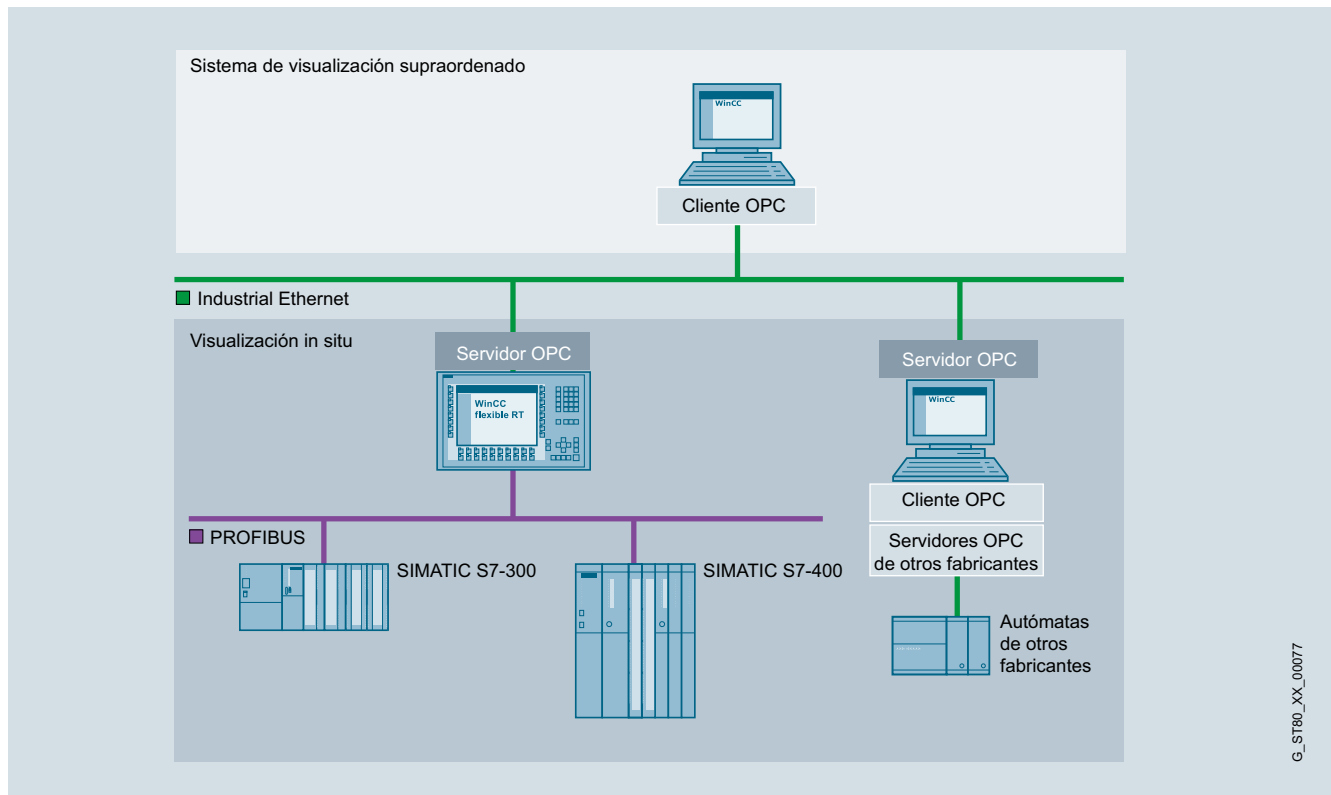 Sistema de visualización supraordenado
WinCC
Cliente OPC
Industrial Ethernet
Visualización in situ
Servidor OPC
WinCC
flexible RT
Servidor OPC
WinCC
Cliente OPC
Servidores OPC
de otros fabricantes
PROFIBUS
SIMATIC S7-300
SIMATIC S7-400
Autómatas
de otros
fabricantes
G_ST80_XX_00077